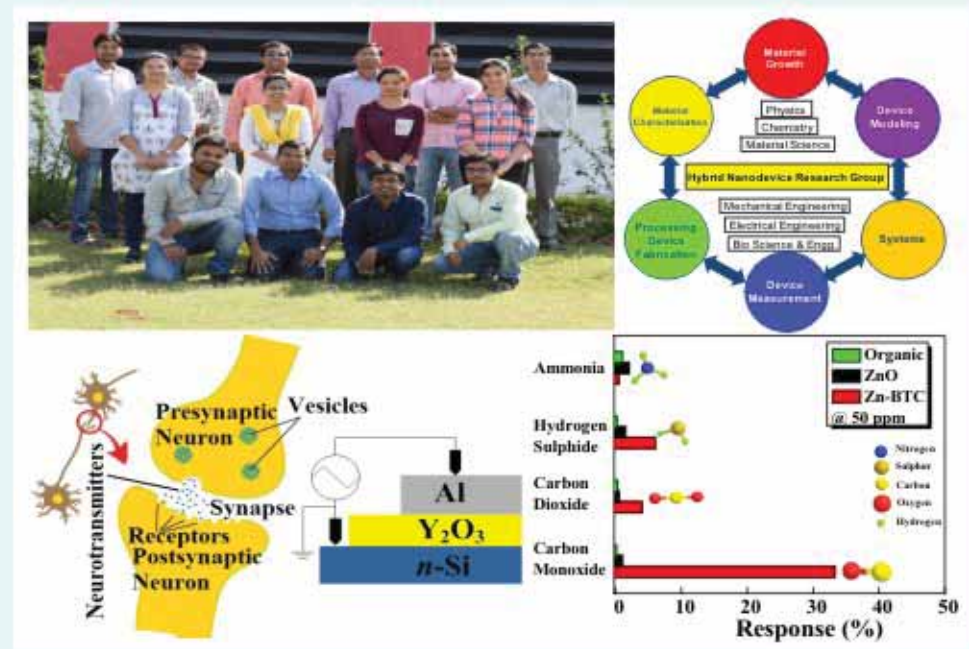 Material
Growth
Material
Characterisation
Device
Modeling
Physics
Chemistry
Material Science
Hybrid Nanodevice Research Group
Mechanical Engineering
Electrical Engineering
Bio Science & Engg
Processing
Device
Fabrication
Systems
Device
Measurement
Presynaptic
Neuron
Vesicles
Neurotransmitters
Synapse
Receptors
Postsynaptic
Neuron
Al
Y₂O₃
n-Si
Ammonia
Hydrogen
Sulphide
Carbon
Dioxide
Carbon
Monoxide
Organic
ZnO
Zn-BTC
@ 50 ppm
Nitrogen
Sulphur
Carbon
Oxygen
Hydrogen
0 10 20 30 40 50
Response (%)